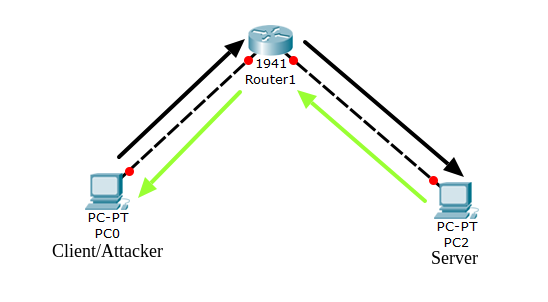 1941
Router1
PC-PT
PC0
Client/Attacker
PC-PT
PC2
Server